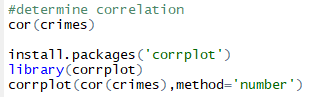 #determine correlation
cor(crimes)
install.packages('corrplot')
library(corrplot)
corrplot(cor(crimes),method='number')